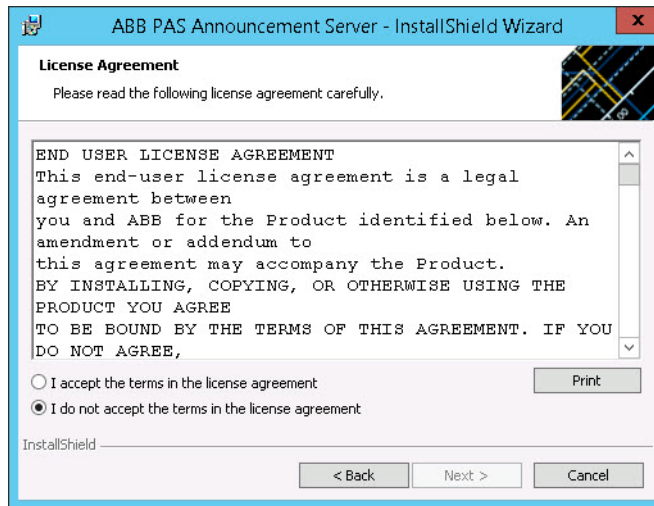 ABB PAS Announcement Server - InstallShield Wizard
x
License Agreement
Please read the following license agreement carefully.
END USER LICENSE AGREEMENT
This end-user license agreement is a legal
agreement between
you and ABB for the Product identified below. An
amendment or addendum to
this agreement may accompany the Product.
BY INSTALLING, COPYING, OR OTHERWISE USING THE
PRODUCT YOU AGREE
TO BE BOUND BY THE TERMS OF THIS AGREEMENT. IF YOU
DO NOT AGREE,
I accept the terms in the license agreement
Print
I do not accept the terms in the license agreement
InstallShield
< Back
Next >
Cancel